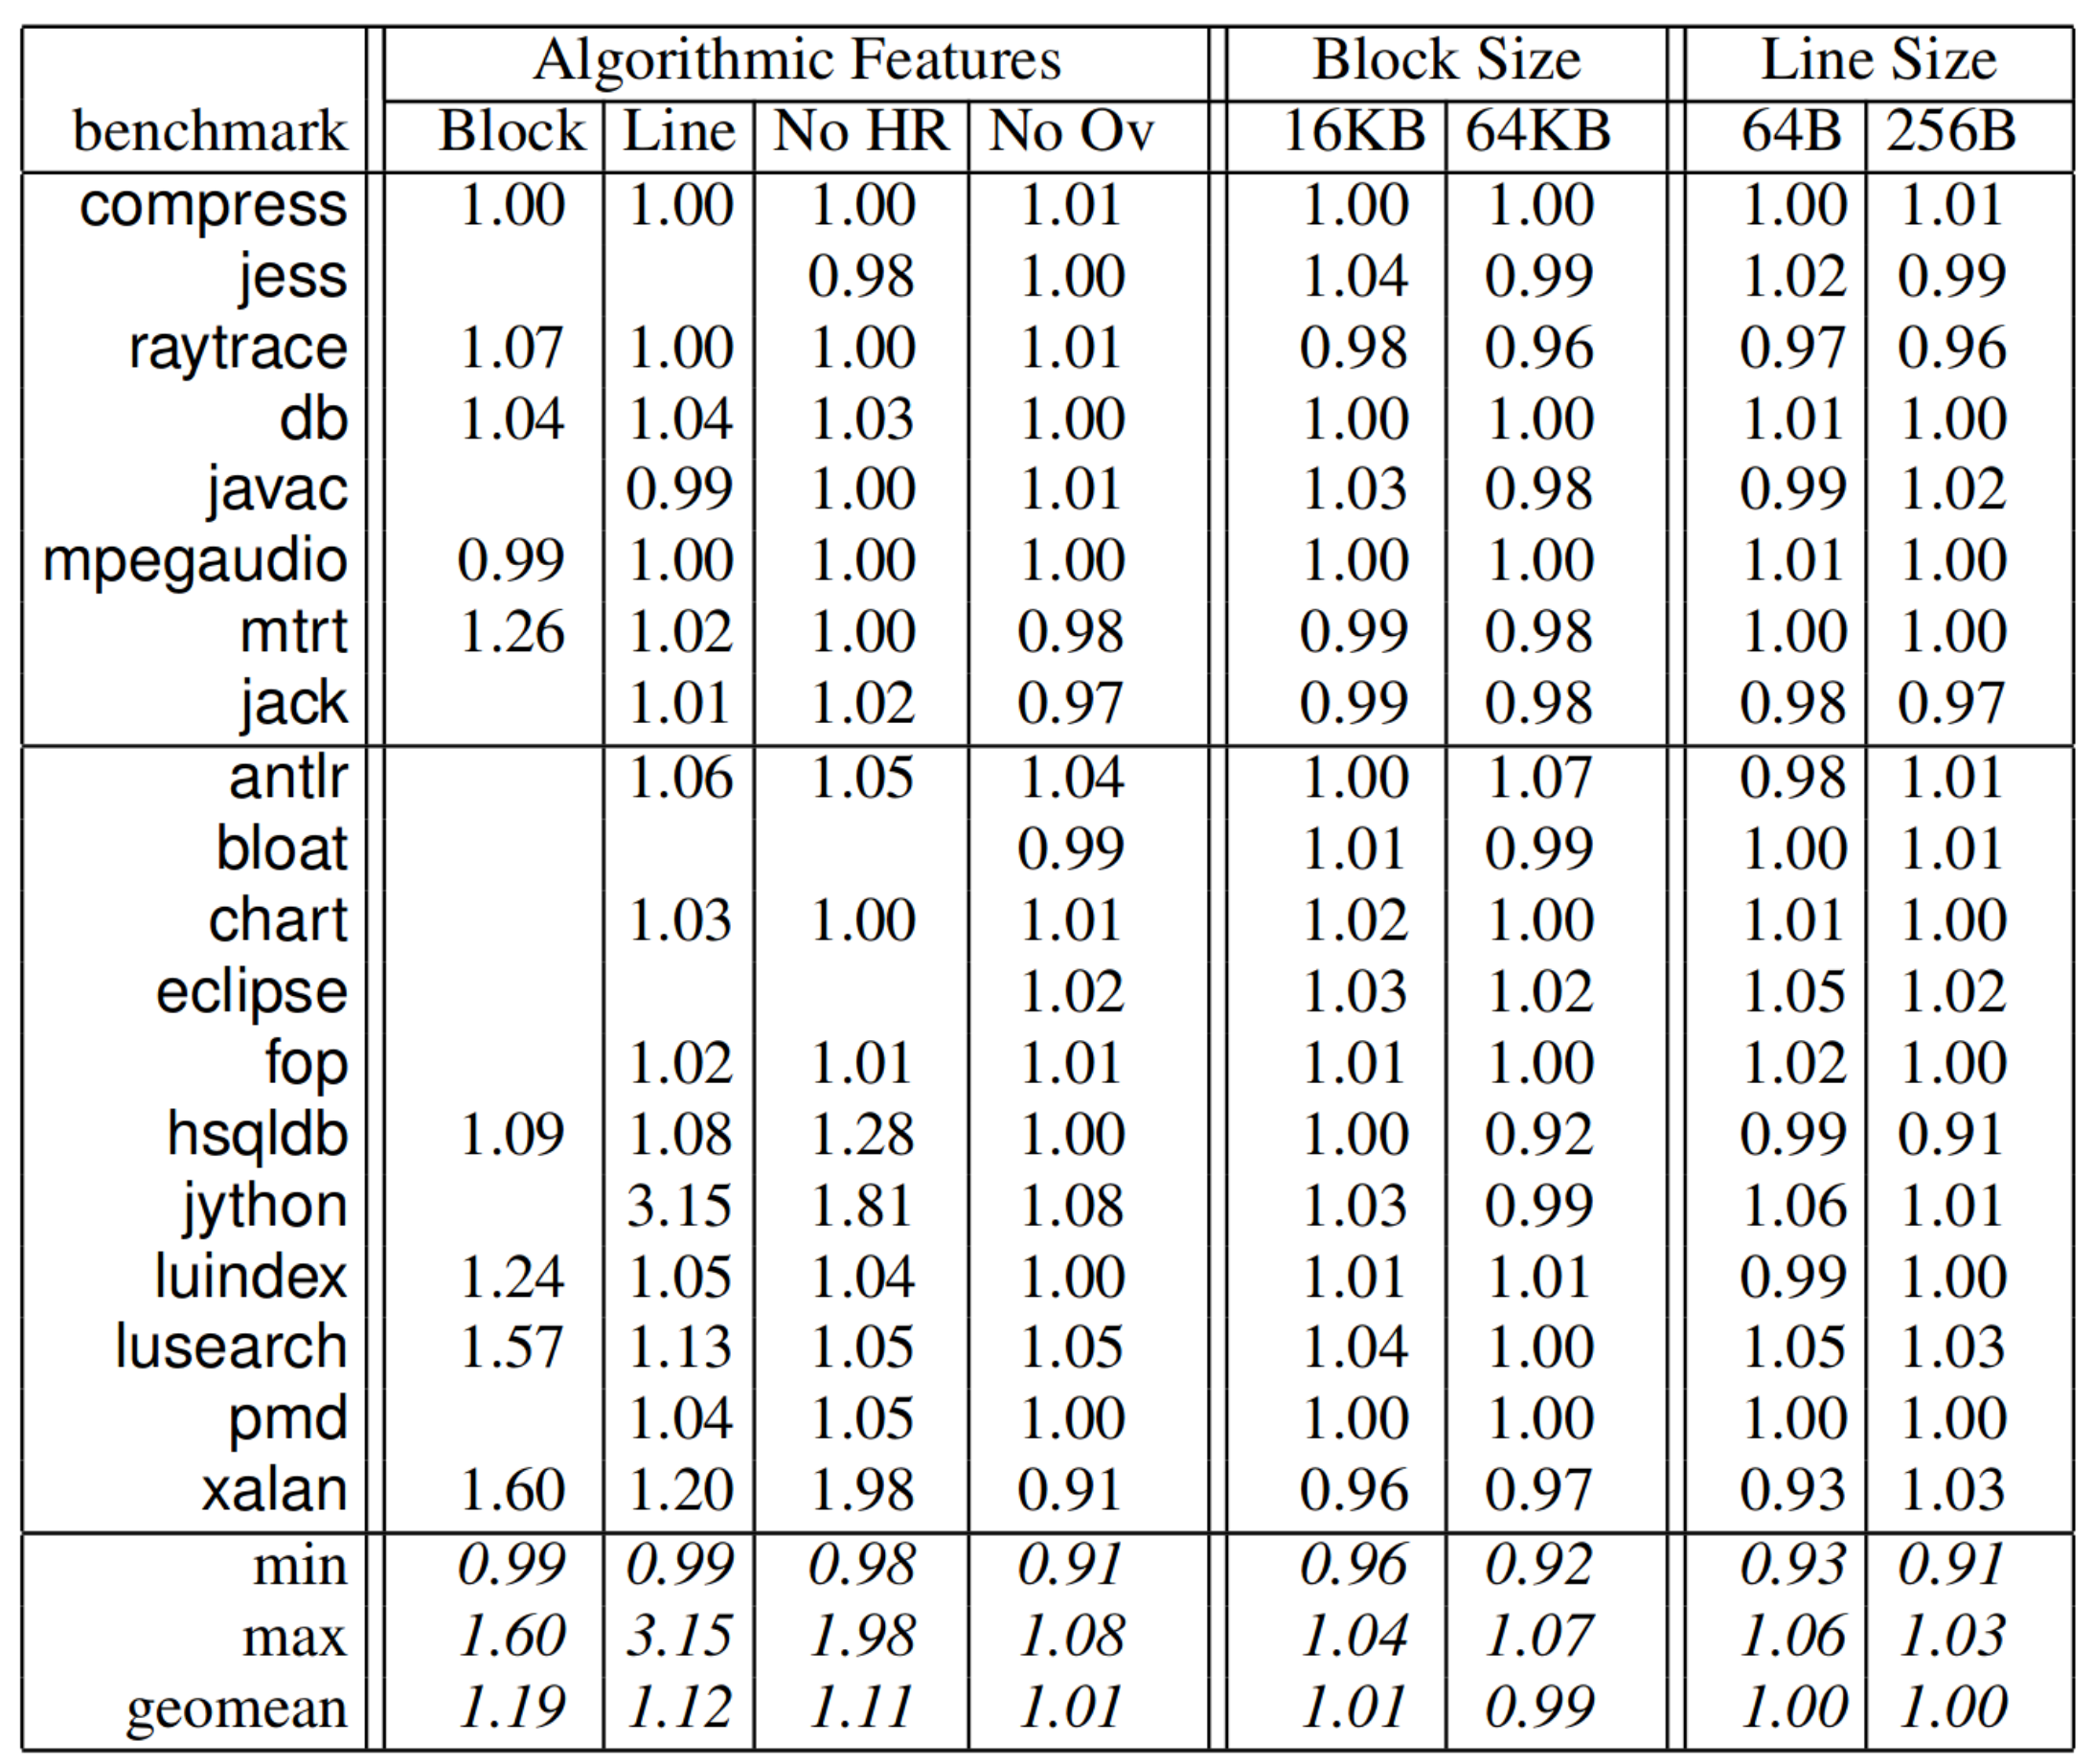 Algorithmic Features Block Size Line Size
benchmark Block Line No HR No Ov 16KB 64KB 64B 256B
compress 1.00 1.00 1.00 1.01 1.00 1.00 1.00 1.01
jess 0.98 1.00 1.04 0.99 1.02 0.99
raytrace 1.07 1.00 1.00 1.01 0.98 0.96 0.97 0.96
db 1.04 1.04 1.03 1.00 1.00 1.00 1.01 1.00
javac 0.99 1.00 1.01 1.03 0.98 0.99 1.02
mpegaudio 0.99 1.00 1.00 1.00 1.00 1.00 1.01 1.00
mtrt 1.26 1.02 1.00 0.98 0.99 0.98 1.00 1.00
jack 1.01 1.02 0.97 0.99 0.98 0.98 0.97
antlr 1.06 1.05 1.04 1.00 1.07 0.98 1.01
bloat 0.99 1.01 0.99 1.00 1.01
chart 1.03 1.00 1.01 1.02 1.00 1.01 1.00
eclipse 1.02 1.03 1.02 1.05 1.02
fop 1.02 1.01 1.01 1.01 1.00 1.02 1.00
hsqldb 1.09 1.08 1.28 1.00 1.00 0.92 0.99 0.91
jython 3.15 1.81 1.08 1.03 0.99 1.06 1.01
luindex 1.24 1.05 1.04 1.00 1.01 1.01 0.99 1.00
lusearch 1.57 1.13 1.05 1.05 1.04 1.00 1.05 1.03
pmd 1.04 1.05 1.00 1.00 1.00 1.00 1.00
xalan 1.60 1.20 1.98 0.91 0.96 0.97 0.93 1.03
min 0.99 0.99 0.98 0.91 0.96 0.92 0.93 0.91
max 1.60 3.15 1.98 1.08 1.04 1.07 1.06 1.03
geomean 1.19 1.12 1.11 1.01 1.01 0.99 1.00 1.00